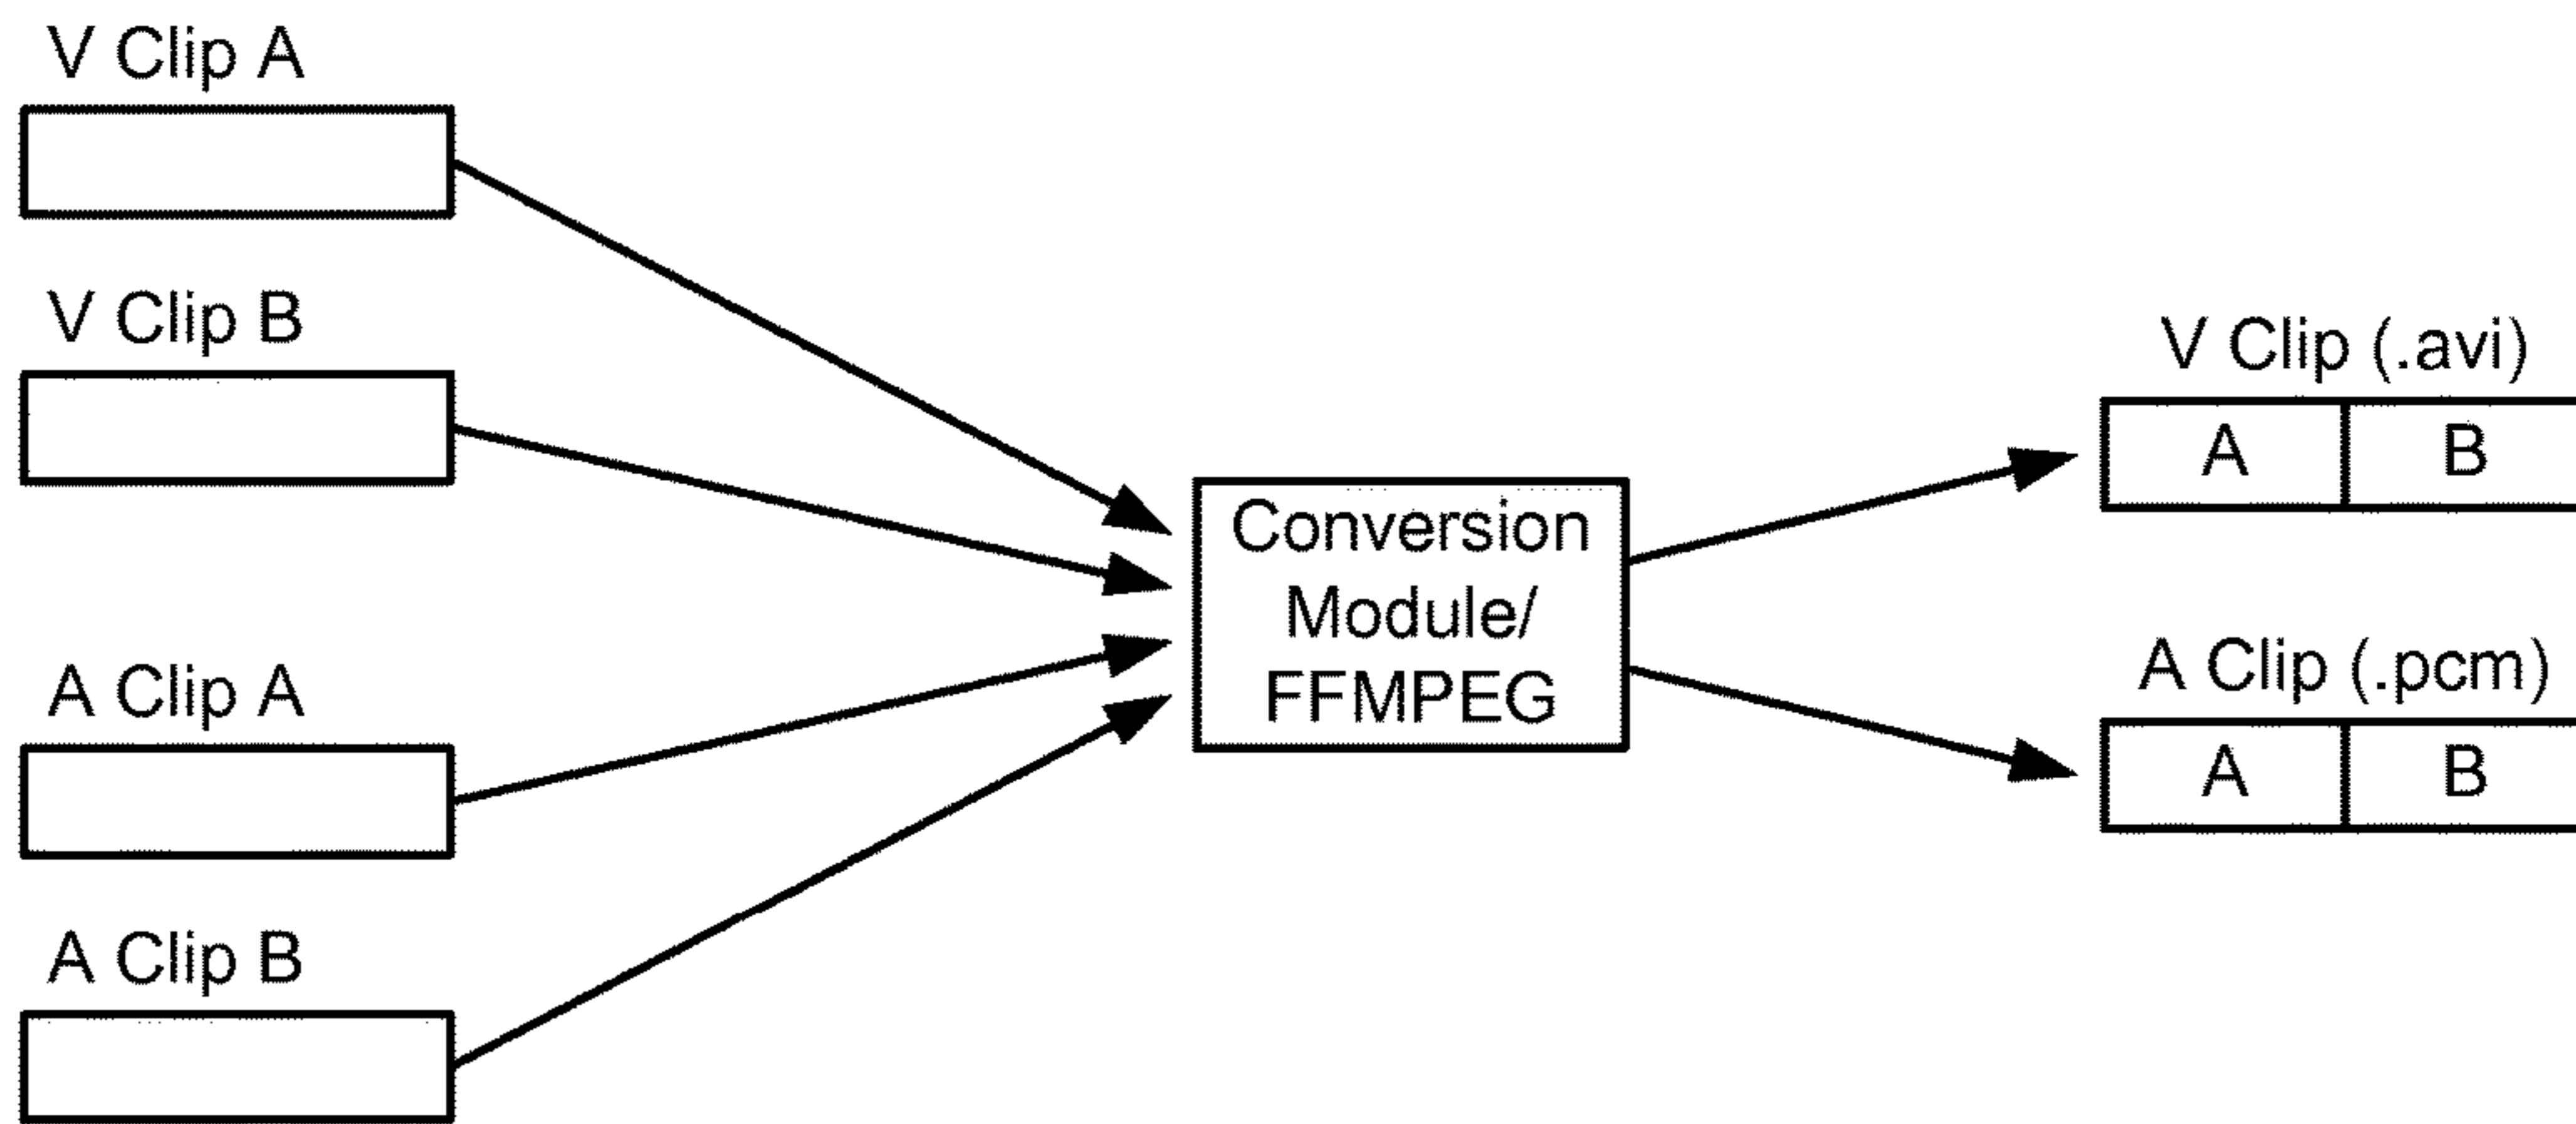 V Clip A
V Clip B
A Clip A
A Clip B
Conversion
Module/
FFMPEG
V Clip (.avi)
A B
A Clip (.pcm)
A B